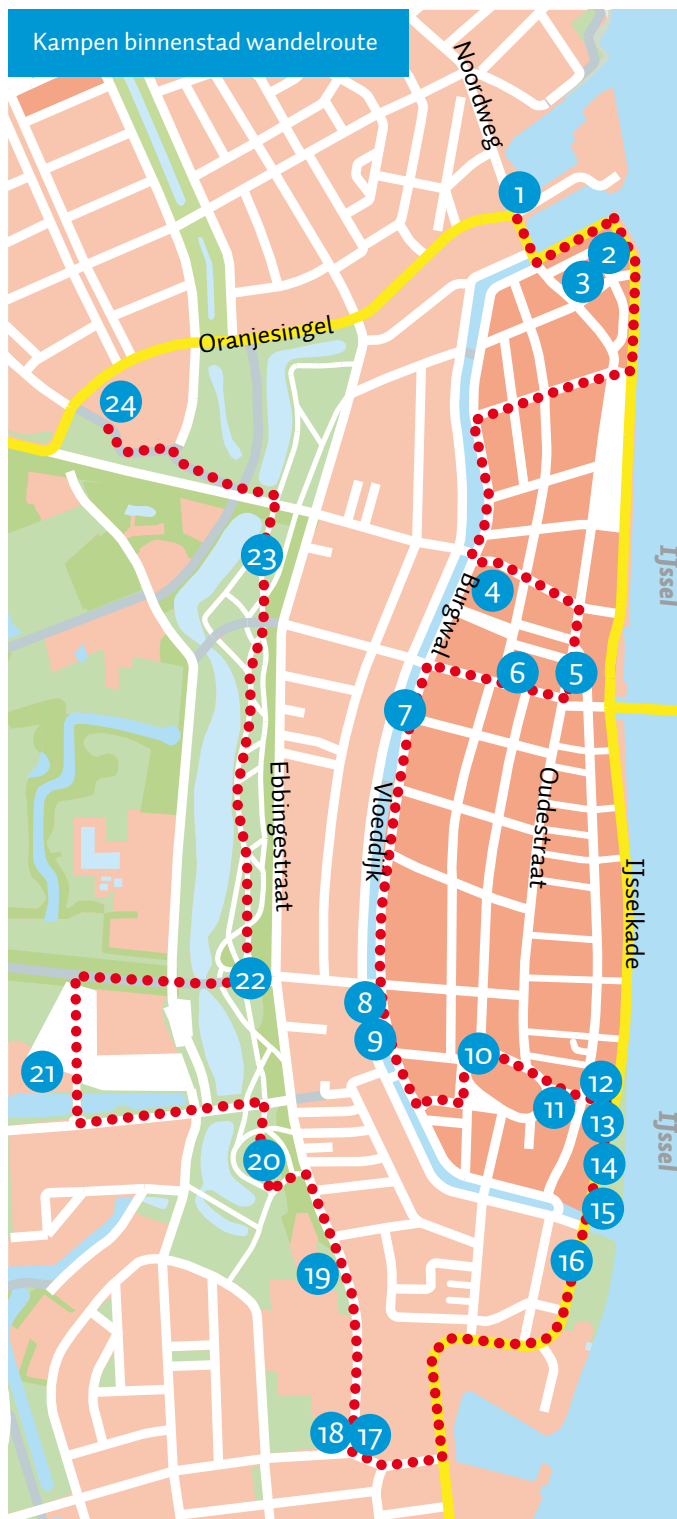 Kampen binnenstad wandelroute
Noordweg
1
2
3
Oranjesingel
24
23
IJssel
4
Burgwal
5
6
7
Ebbingestraat
Vloeddijk
Oudestraat
IJsselkade
22
8
9
10
21
11
12
13
IJssel
14
20
15
16
19
18
17